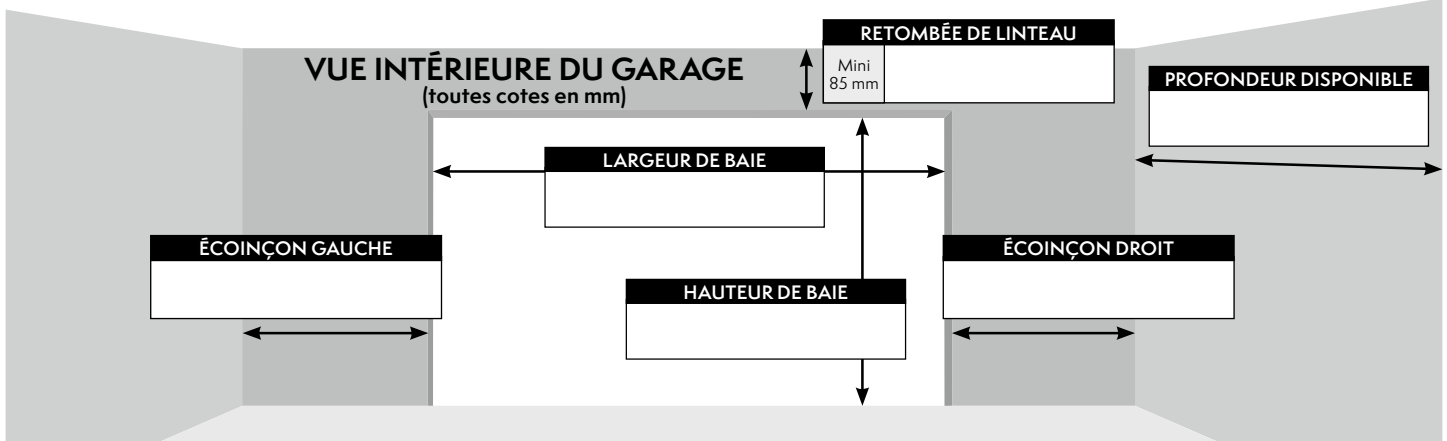 RETOMBÉE DE LINTEAU
VUE INTÉRIEURE DU GARAGE
(toutes cotes en mm)
Mini
85 mm
PROFONDEUR DISPONIBLE
LARGEUR DE BAIE
ÉCOINÇON GAUCHE
ÉCOINÇON DROIT
HAUTEUR DE BAIE